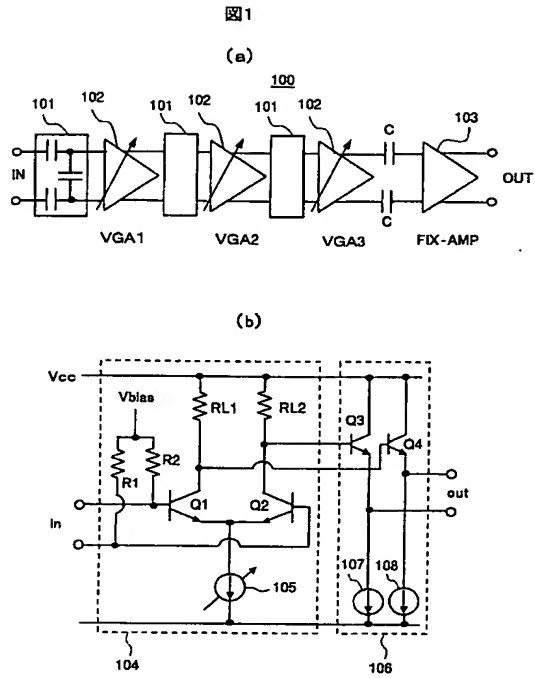 図1
(a)
100
101 102 101 102 101 102 C 103
IN OUT
C
VGA1 VGA2 VGA3 FIX-AMP
(b)
Vcc
Vbias RL1 RL2 Q3 Q4
R1 R2
Q1 Q2 out
In
105 107 108
104 106